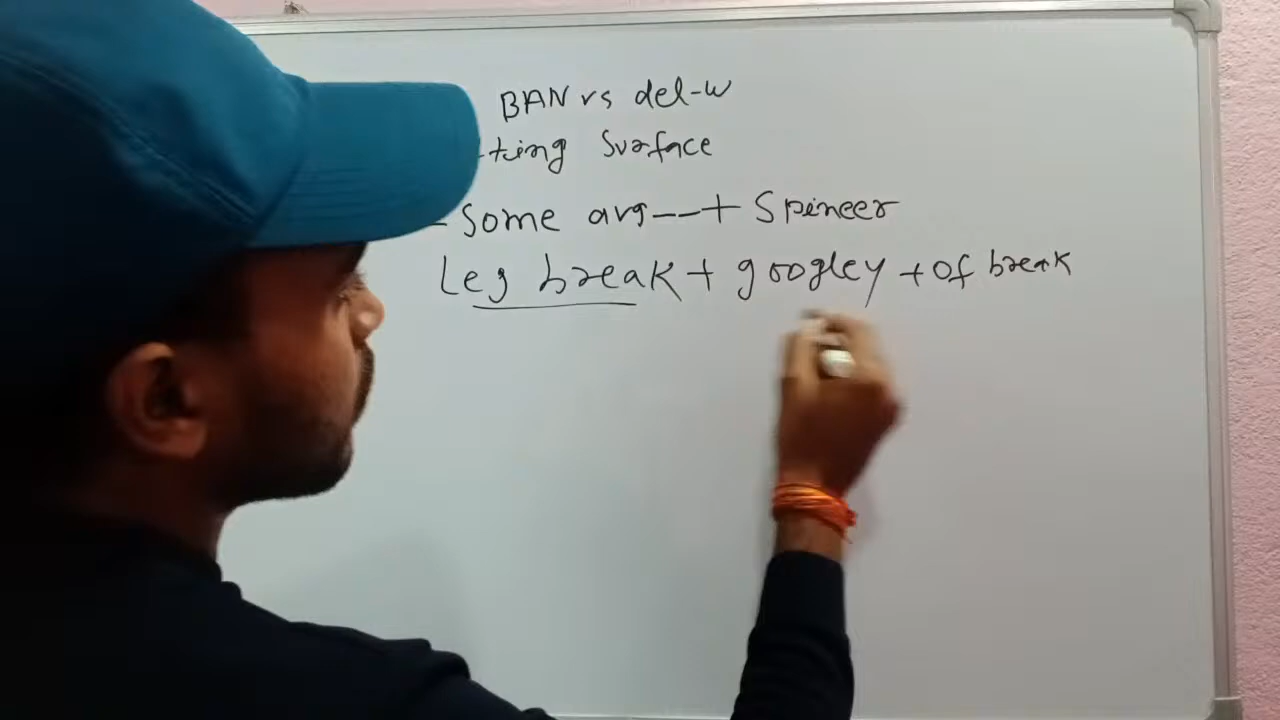 BAN vs del-w
ting Surface
- Some avg--+ Spineer
Leg break + googley + of break